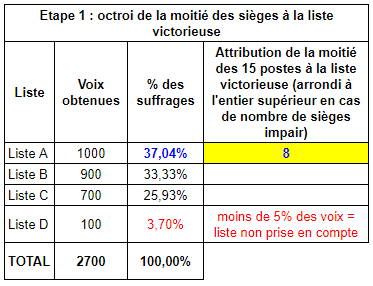 Etape 1 : octroi de la moitié des sièges à la liste
victorieuse
Liste
Voix
obtenues
% des
suffrages
Attribution de la moitié
des 15 postes à la liste
victorieuse (arrondi à
l'entier supérieur en cas
de nombre de sièges
impair)
Liste A 1000 37,04% 8
Liste B 900 33,33%
Liste C 700 25,93%
Liste D 100 3,70% moins de 5% des voix =
liste non prise en compte
TOTAL 2700 100,00%